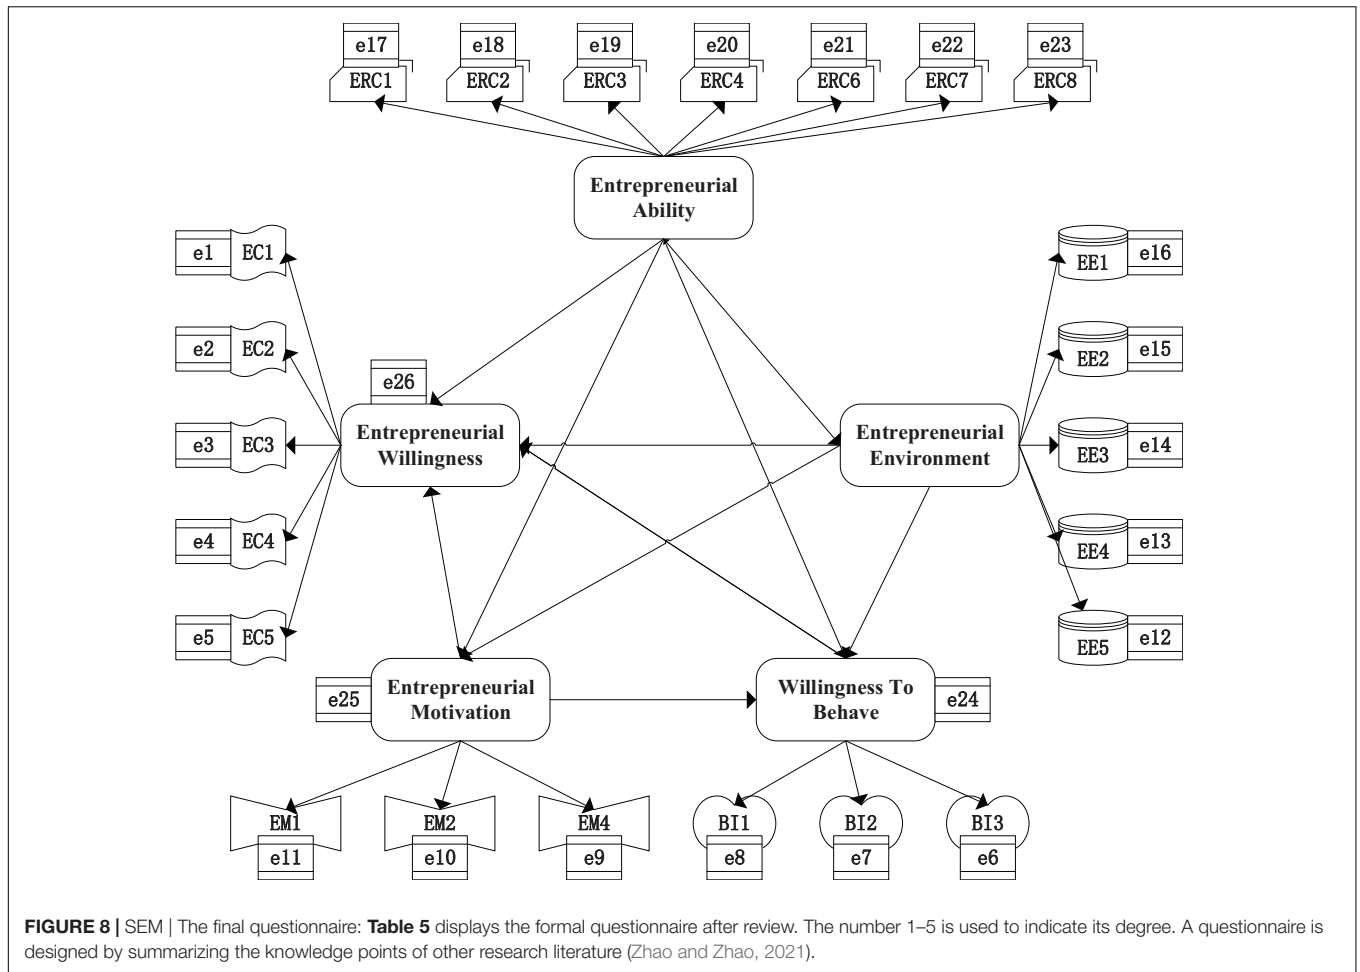 e17 e18 e19 e20 e21 e22 e23
ERC1 ERC2 ERC3 ERC4 ERC6 ERC7 ERC8
Entrepreneurial
Ability
e1 EC1
EE1 e16
e2 EC2
EE2 e15
e26
e3 EC3
Entrepreneurial
Willingness
Entrepreneurial
Environment
EE3 e14
e4 EC4
EE4 e13
e5 EC5
EE5 e12
e25
Entrepreneurial
Motivation
Willingness To
Behave
e24
EM1 EM2 EM4 BI1 BI2 BI3
e11 e10 e9 e8 e7 e6
FIGURE 8 | SEM | The final questionnaire: Table 5 displays the formal questionnaire after review. The number 1–5 is used to indicate its degree. A questionnaire is
designed by summarizing the knowledge points of other research literature (Zhao and Zhao, 2021).